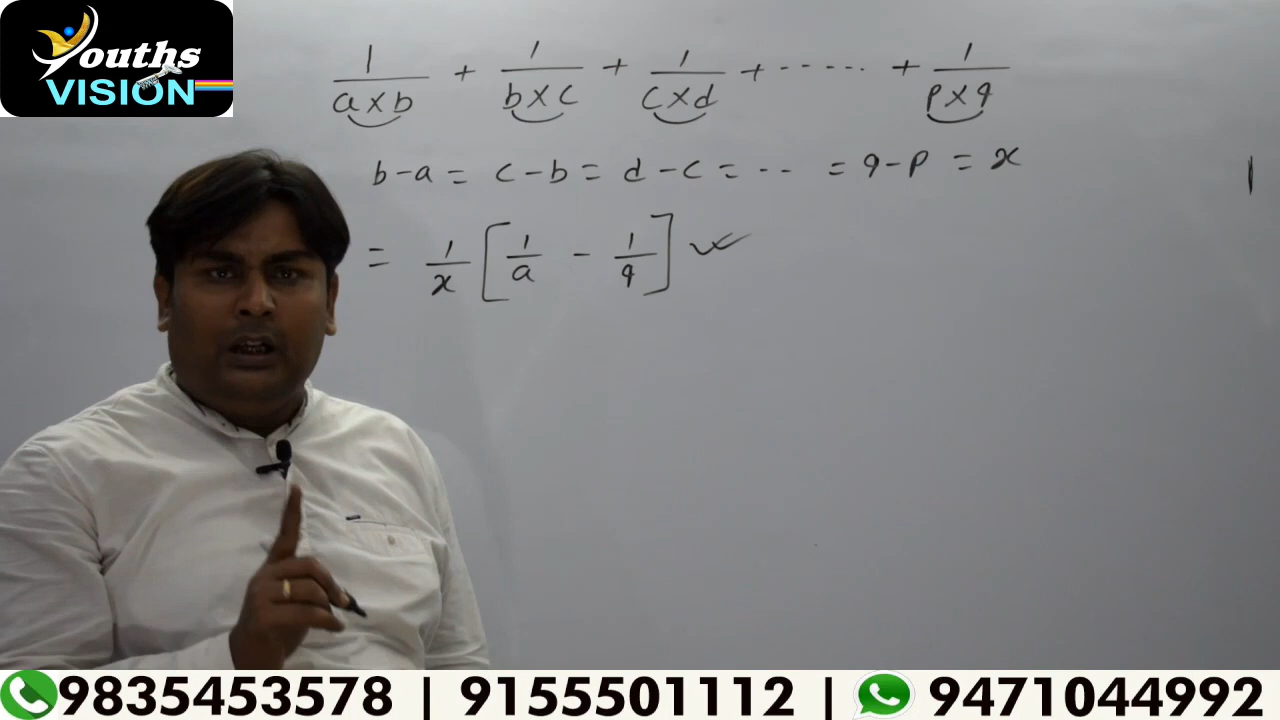 Youths
VISION
1/(a×b) + 1/(b×c) + 1/(c×d) + ..... + 1/(p×q)
b-a = c-b = d-c = -- = q-p = x
= 1/x [1/a - 1/q]
9835453578 | 9155501112 | 9471044992